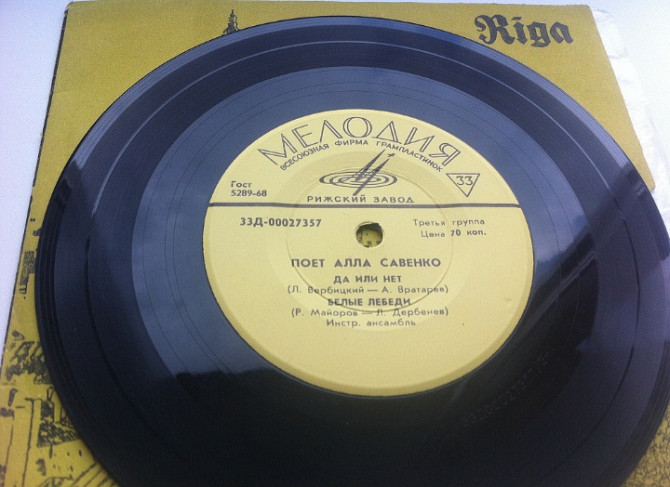 Riga
МЕЛОДИЯ
ВСЕСОЮЗНАЯ ФИРМА ГРАМПЛАСТИНОК
Гост
5289-68
33
РИЖСКИЙ ЗАВОД
33Д-00027357
Третья группа
Цена 70 коп.
ПОЕТ АЛЛА САВЕНКО
ДА ИЛИ НЕТ
(Л. Вербицкий — А. Вратарев)
БЕЛЫЕ ЛЕБЕДИ
(Р. Майоров — Л. Дербенев)
Инстр. ансамбль